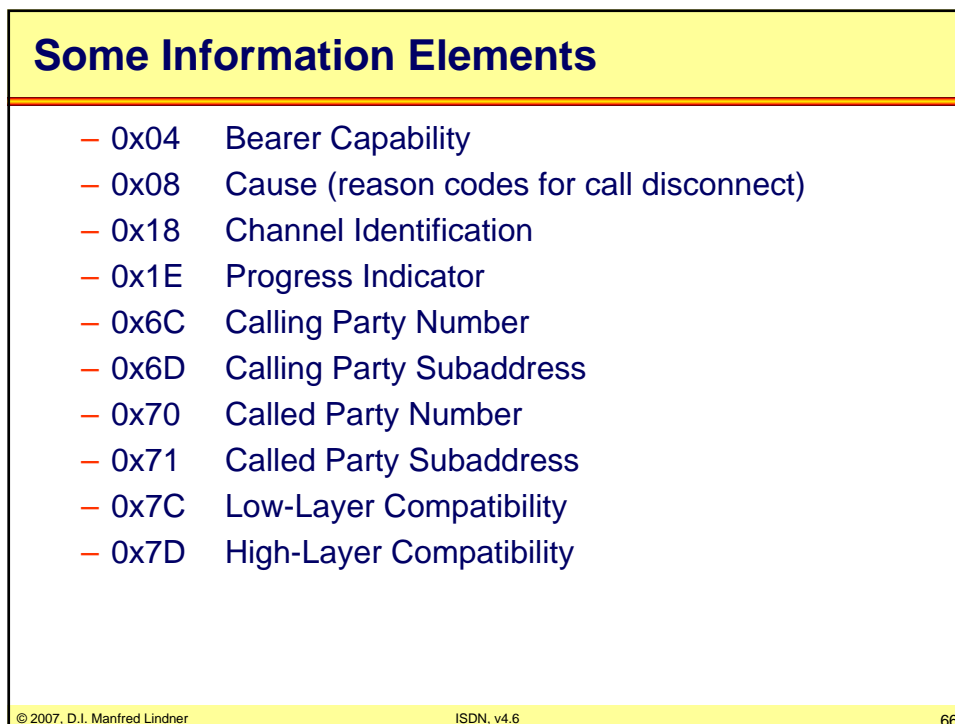 Some Information Elements
– 0x04 Bearer Capability
– 0x08 Cause (reason codes for call disconnect)
– 0x18 Channel Identification
– 0x1E Progress Indicator
– 0x6C Calling Party Number
– 0x6D Calling Party Subaddress
– 0x70 Called Party Number
– 0x71 Called Party Subaddress
– 0x7C Low-Layer Compatibility
– 0x7D High-Layer Compatibility
© 2007, D.I. Manfred Lindner ISDN, v4.6 66